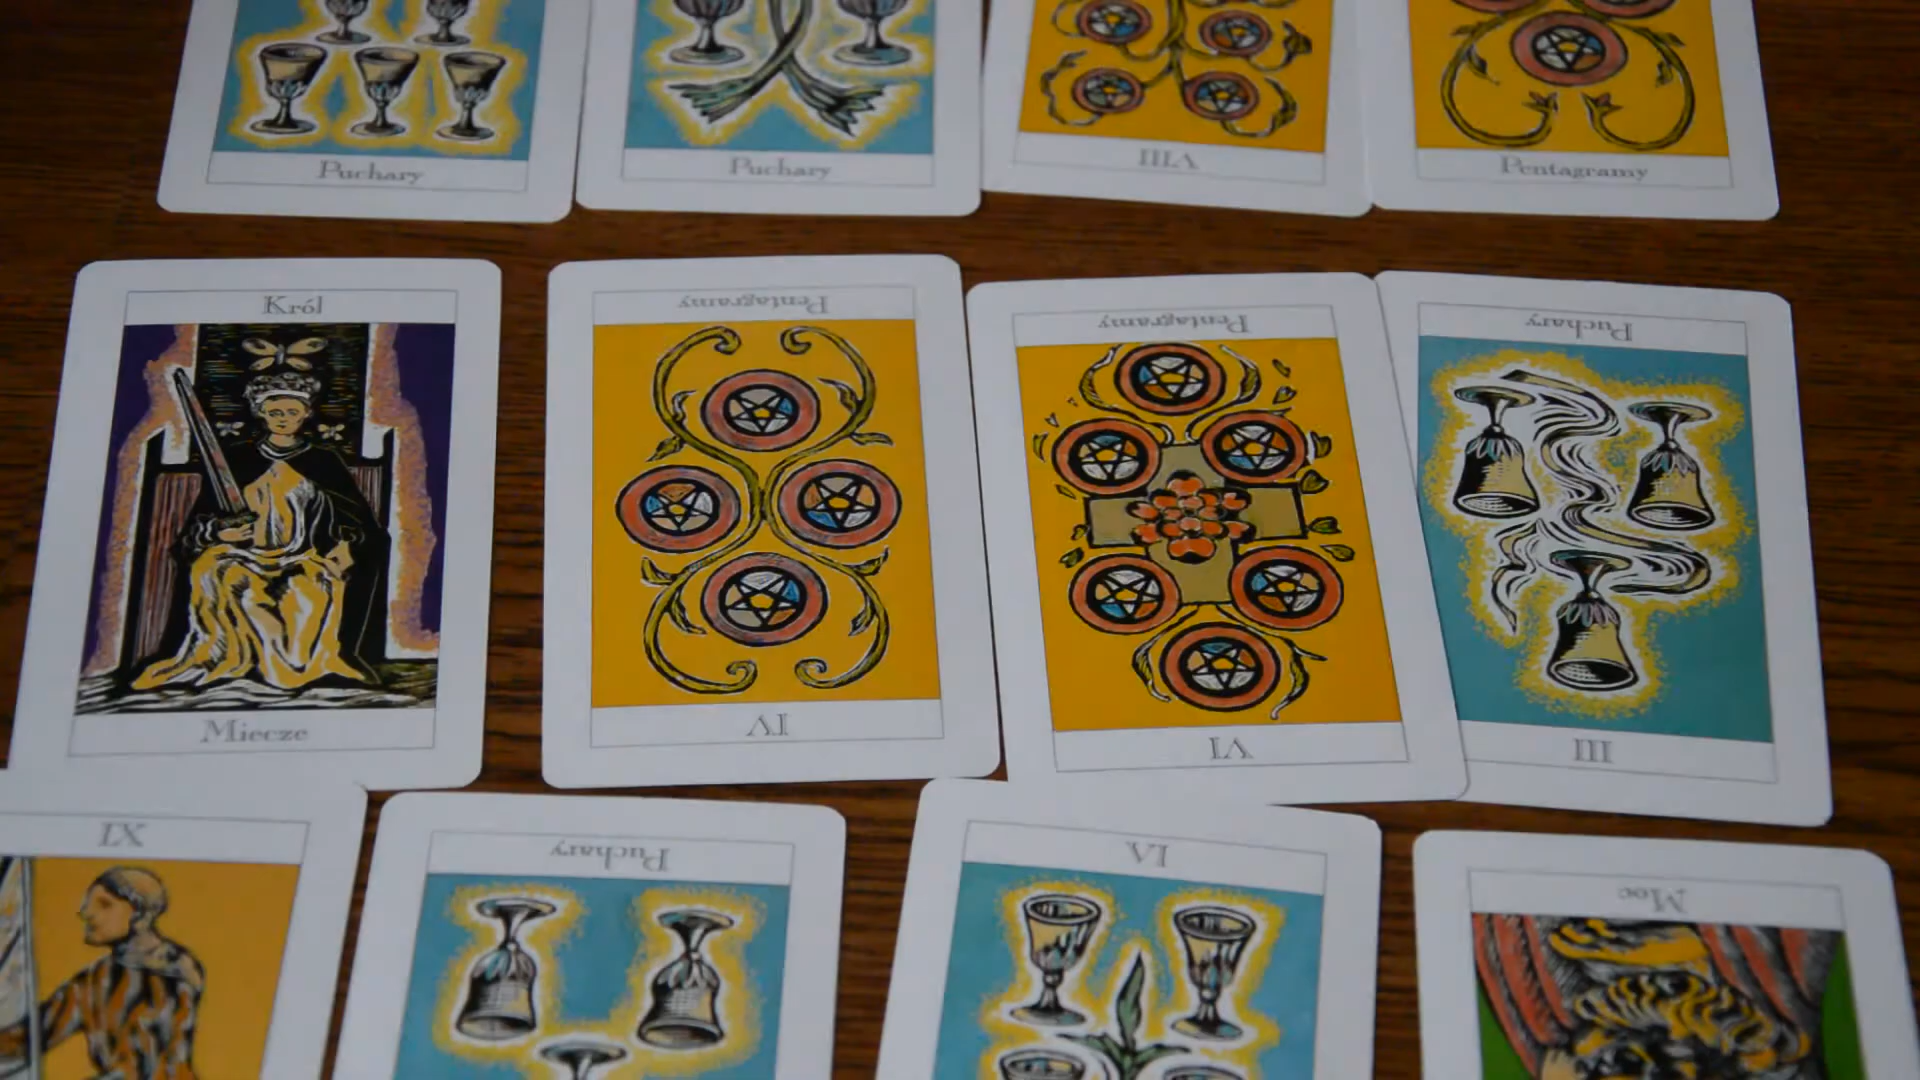 Puchary
Puchary
VIII
Pentagramy
Król
Pentagramy
Pentagramy
Puchary
Miecze
IV
VI
III
XI
Puchary
VI
Moc